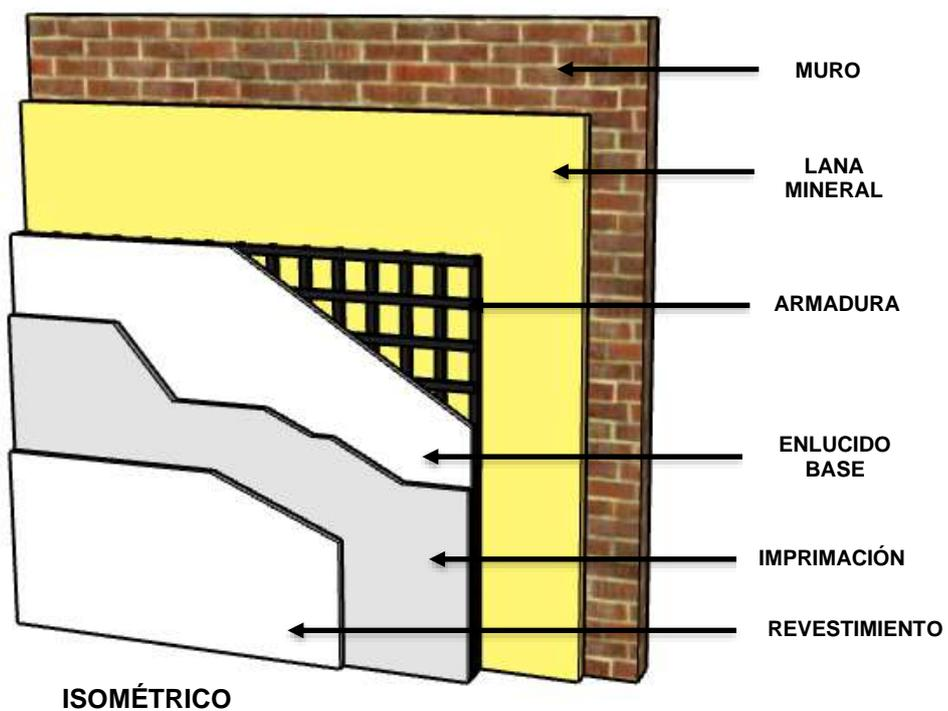 MURO
LANA
MINERAL
ARMADURA
ENLUCIDO
BASE
IMPRIMACIÓN
REVESTIMIENTO
ISOMÉTRICO